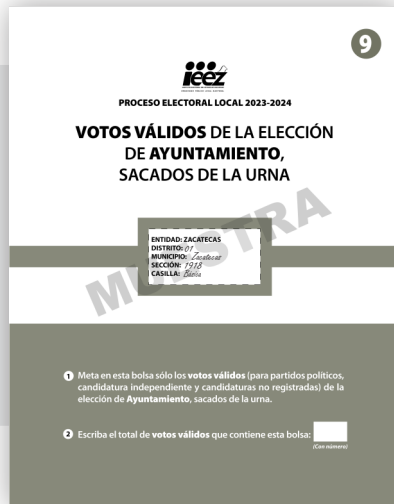 9
ieez
PROCESO ELECTORAL LOCAL 2023-2024
VOTOS VÁLIDOS DE LA ELECCIÓN
DE AYUNTAMIENTO,
SACADOS DE LA URNA
MUESTRA
ENTIDAD: ZACATECAS
DISTRITO: 01
MUNICIPIO: Zacatecas
SECCIÓN: 1918
CASILLA: Básica
1 Meta en esta bolsa sólo los votos válidos (para partidos políticos,
candidatura independiente y candidaturas no registradas) de la
elección de Ayuntamiento, sacados de la urna.
2 Escriba el total de votos válidos que contiene esta bolsa:
(Con número)